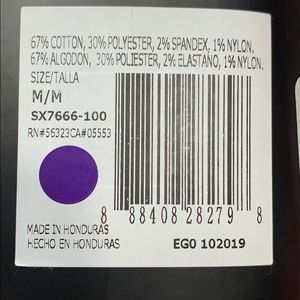 67% COTTON, 30% POLYESTER, 2% SPANDEX, 1% NYLON.
67% ALGODON, 30% POLIESTER, 2% ELASTANO, 1% NYLON.
SIZE/TALLA
M/M
SX7666-100
RN#56323CA#05553
8 88408 28279 8
MADE IN HONDURAS
HECHO EN HONDURAS
EG0 102019